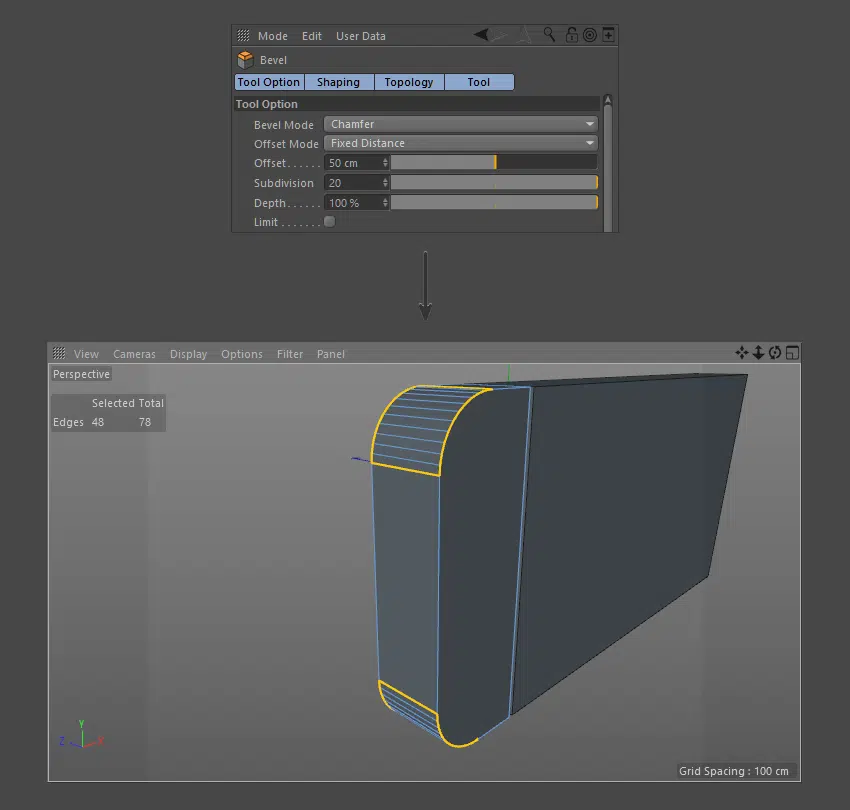 Mode Edit User Data
Bevel
Tool Option Shaping Topology Tool
Tool Option
Bevel Mode Chamfer
Offset Mode Fixed Distance
Offset...... 50 cm
Subdivision 20
Depth...... 100 %
Limit .......
View Cameras Display Options Filter Panel
Perspective
Selected Total
Edges 48 78
Y
Z X
Grid Spacing : 100 cm